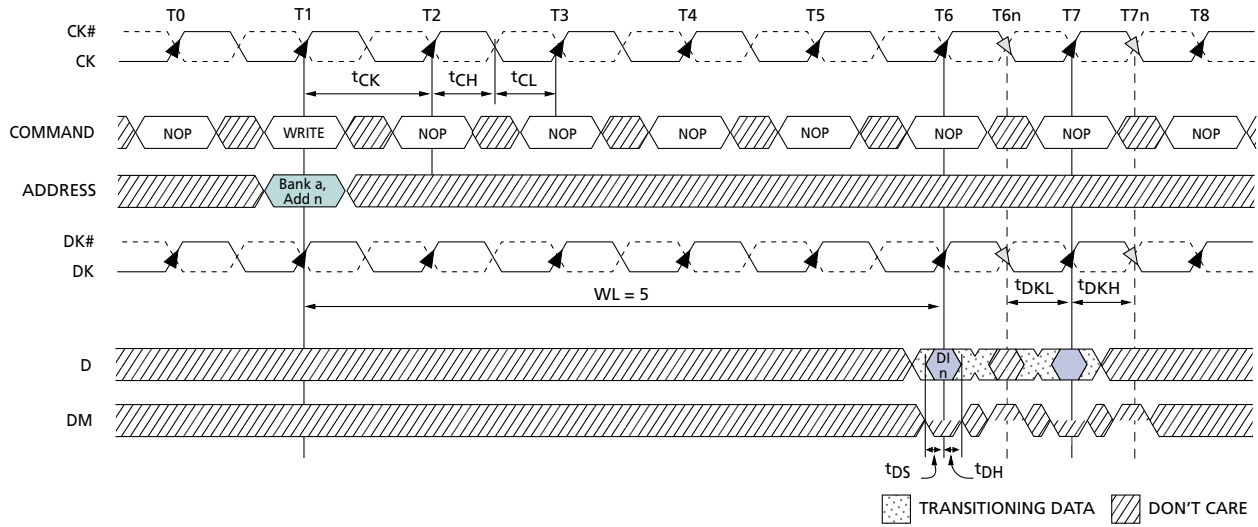 T0 T1 T2 T3 T4 T5 T6 T6n T7 T7n T8
CK#
CK
tCK tCH tCL
COMMAND NOP WRITE NOP NOP NOP NOP NOP NOP NOP
ADDRESS Bank a,
Add n
DK#
DK
tDKL tDKH
WL = 5
D DI
n
DM
tDS tDH
TRANSITIONING DATA DON'T CARE